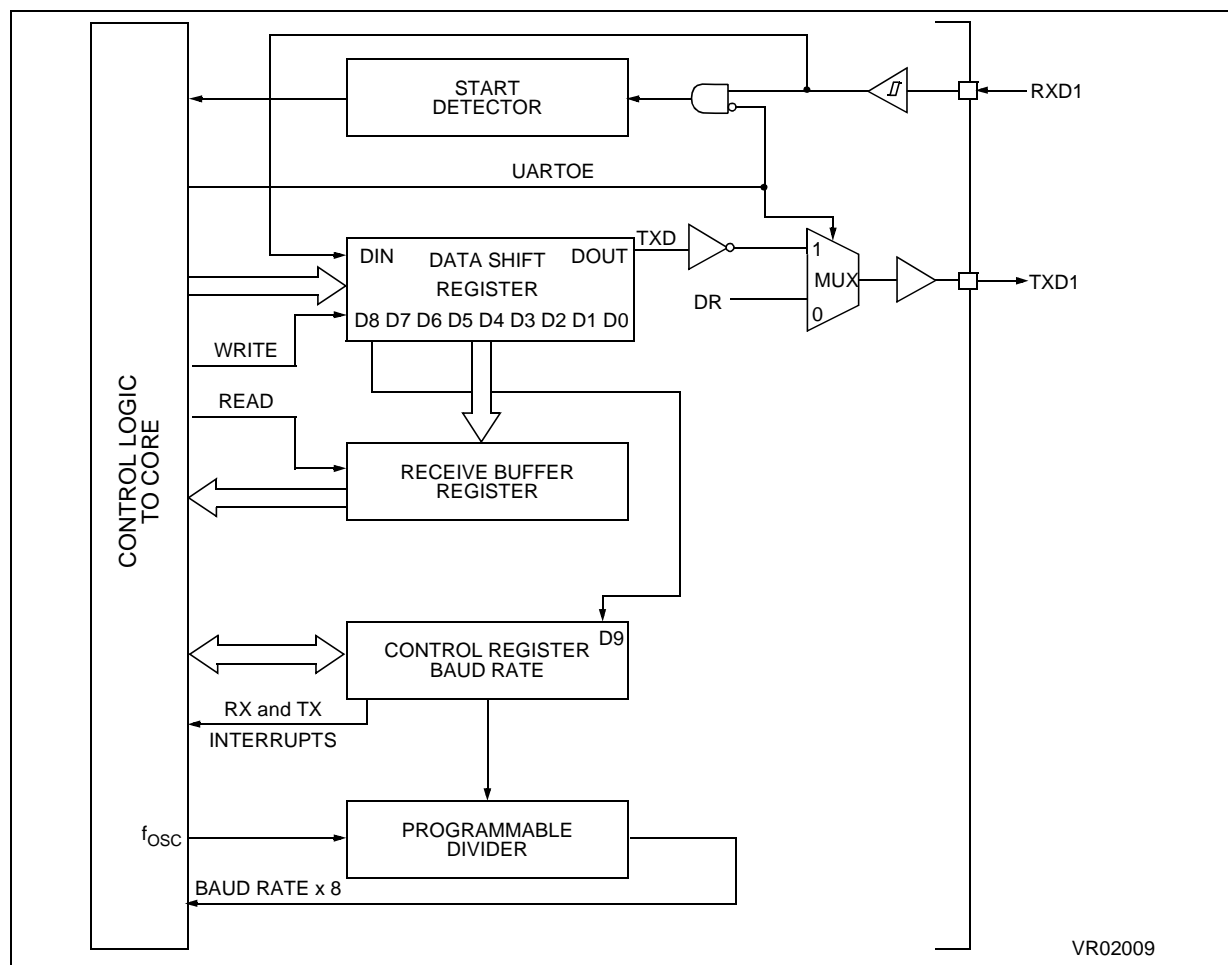 START
DETECTOR
RXD1
UARTOE
TXD
DIN
DATA SHIFT
REGISTER
DOUT
D8 D7 D6 D5 D4 D3 D2 D1 D0
1
MUX
0
DR
TXD1
WRITE
READ
CONTROL LOGIC
TO CORE
RECEIVE BUFFER
REGISTER
D9
CONTROL REGISTER
BAUD RATE
RX and TX
INTERRUPTS
fOSC
PROGRAMMABLE
DIVIDER
BAUD RATE x 8
VR02009